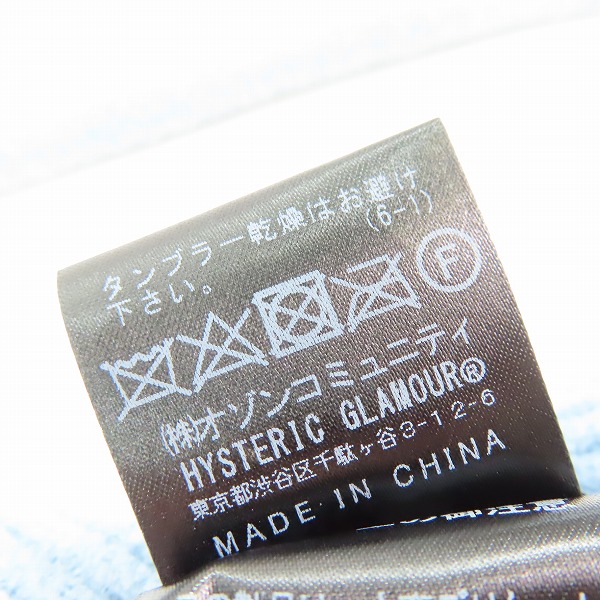 タンブラー乾燥はお避け
下さい。
(6-1)
F
(株)オゾンコミュニティ
HYSTERIC GLAMOUR®
東京都渋谷区千駄ヶ谷3-12-6
MADE IN CHINA